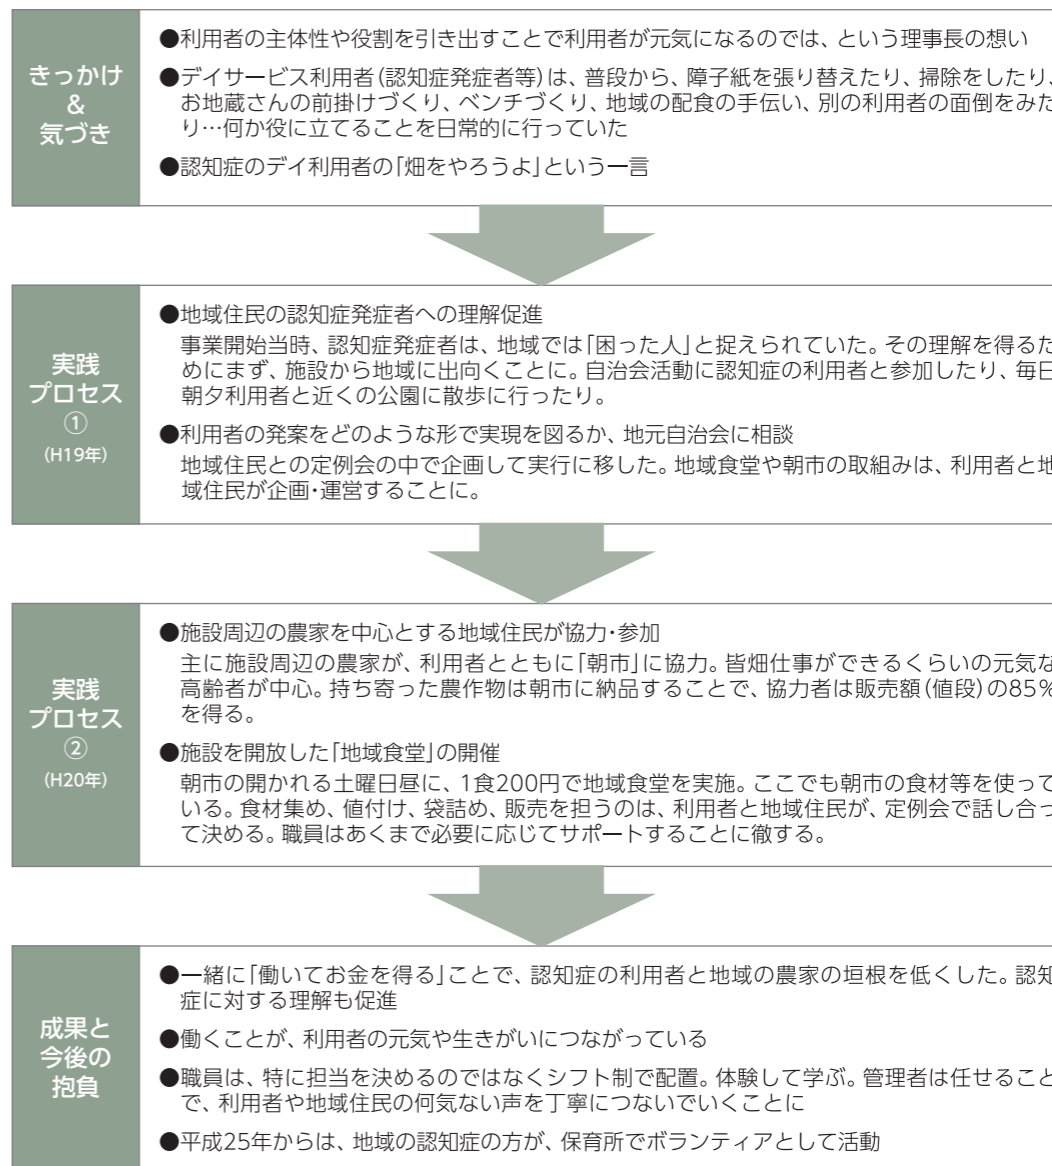 きっかけ
&
気づき
●利用者の主体性や役割を引き出すことで利用者が元気になるのでは、という理事長の想い
●デイサービス利用者(認知症発症者等)は、普段から、障子紙を張り替えたり、掃除をしたり、
お地蔵さんの前掛けづくり、ベンチづくり、地域の配食の手伝い、別の利用者の面倒をみた
り…何か役に立てることを日常的に行っていた
●認知症のデイ利用者の「畑をやろうよ」という一言
実践
プロセス
①
(H19年)
●地域住民の認知症発症者への理解促進
事業開始当時、認知症発症者は、地域では「困った人」と捉えられていた。その理解を得るた
めにまず、施設から地域に出向くことに。自治会活動に認知症の利用者と参加したり、毎日
朝夕利用者と近くの公園に散歩に行ったり。
●利用者の発案をどのような形で実現を図るか、地元自治会に相談
地域住民との定例会の中で企画して実行に移した。地域食堂や朝市の取組みは、利用者と地
域住民が企画・運営することに。
実践
プロセス
②
(H20年)
●施設周辺の農家を中心とする地域住民が協力・参加
主に施設周辺の農家が、利用者とともに「朝市」に協力。皆畑仕事ができるくらいの元気な
高齢者が中心。持ち寄った農作物は朝市に納品することで、協力者は販売額(値段)の85%
を得る。
●施設を開放した「地域食堂」の開催
朝市の開かれる土曜日昼に、1食200円で地域食堂を実施。ここでも朝市の食材等を使って
いる。食材集め、値付け、袋詰め、販売を担うのは、利用者と地域住民が、定例会で話し合っ
て決める。職員はあくまで必要に応じてサポートすることに徹する。
成果と
今後の
抱負
●一緒に「働いてお金を得る」ことで、認知症の利用者と地域の農家の垣根を低くした。認知
症に対する理解も促進
●働くことが、利用者の元気や生きがいにつながっている
●職員は、特に担当を決めるのではなくシフト制で配置。体験して学ぶ。管理者は任せること
で、利用者や地域住民の何気ない声を丁寧につないでいくことに
●平成25年からは、地域の認知症の方が、保育所でボランティアとして活動